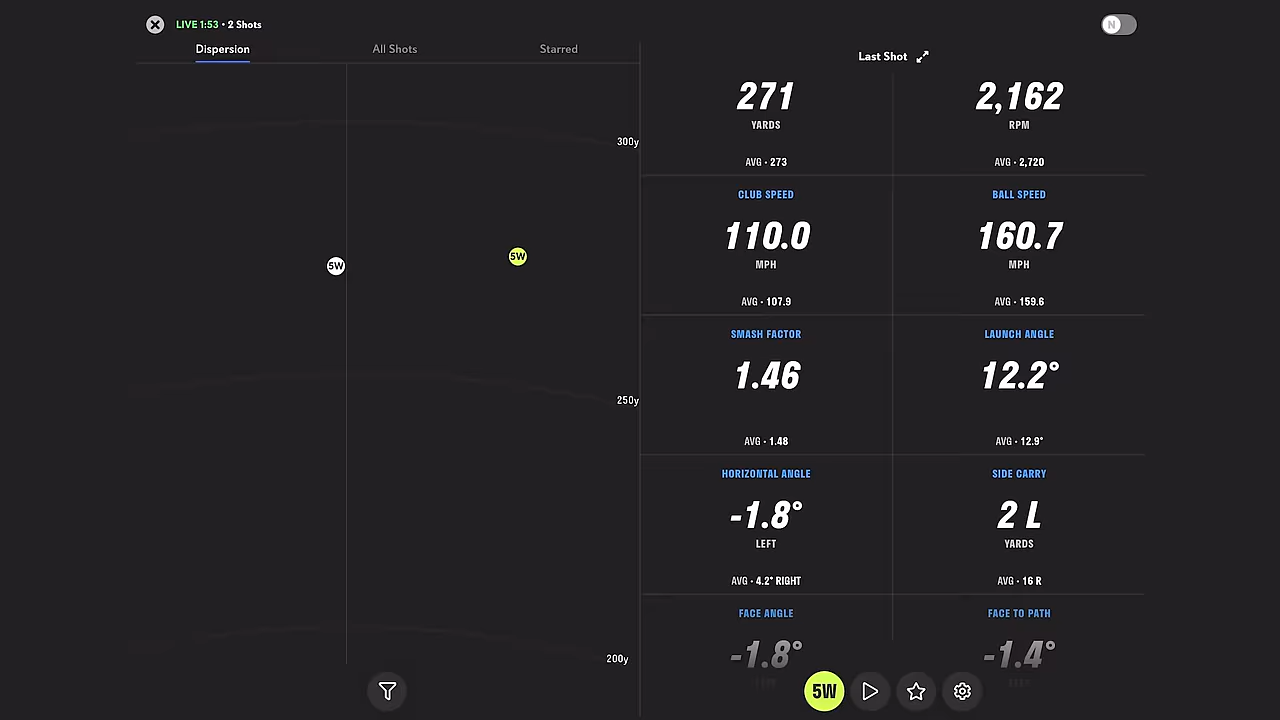 LIVE 1:53 • 2 Shots
N
Dispersion
All Shots
Starred
300y
5W
5W
250y
200y
Last Shot
271
YARDS
AVG • 273
2,162
RPM
AVG • 2,720
CLUB SPEED
110.0
MPH
AVG • 107.9
BALL SPEED
160.7
MPH
AVG • 159.6
SMASH FACTOR
1.46
AVG • 1.48
LAUNCH ANGLE
12.2°
AVG • 12.9°
HORIZONTAL ANGLE
-1.8°
LEFT
AVG • 4.2° RIGHT
SIDE CARRY
2 L
YARDS
AVG • 16 R
FACE ANGLE
-1.8°
FACE TO PATH
-1.4°
5W